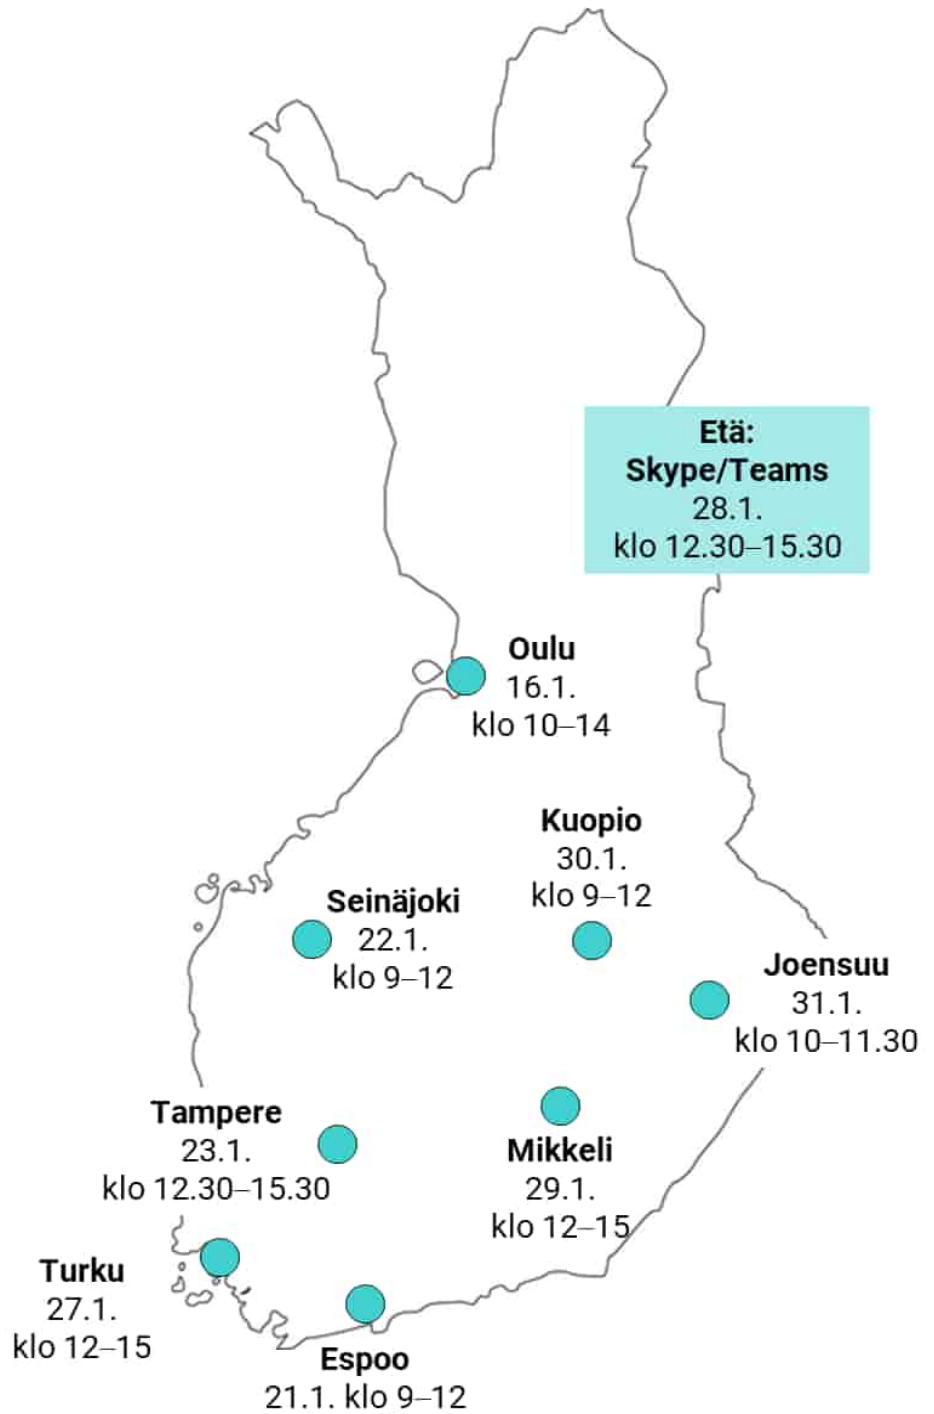 Etä:
Skype/Teams
28.1.
klo 12.30–15.30
Oulu
16.1.
klo 10–14
Kuopio
30.1.
klo 9–12
Seinäjoki
22.1.
klo 9–12
Joensuu
31.1.
klo 10–11.30
Tampere
23.1.
klo 12.30–15.30
Mikkeli
29.1.
klo 12–15
Turku
27.1.
klo 12–15
Espoo
21.1. klo 9–12